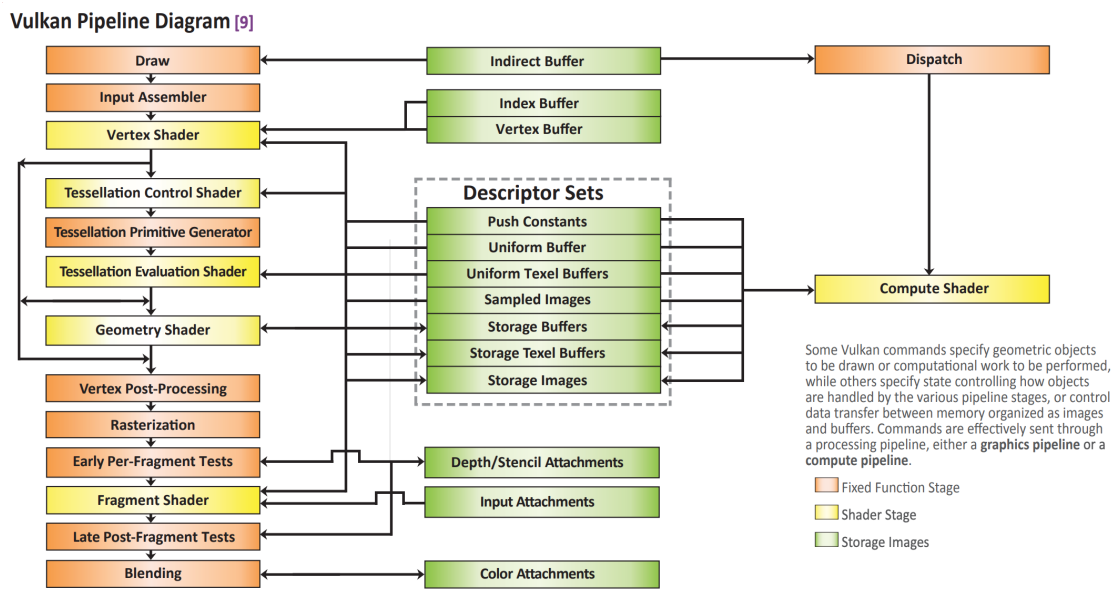 Vulkan Pipeline Diagram [9]
Draw
Input Assembler
Vertex Shader
Tessellation Control Shader
Tessellation Primitive Generator
Tessellation Evaluation Shader
Geometry Shader
Vertex Post-Processing
Rasterization
Early Per-Fragment Tests
Fragment Shader
Late Post-Fragment Tests
Blending
Indirect Buffer
Index Buffer
Vertex Buffer
Descriptor Sets
Push Constants
Uniform Buffer
Uniform Texel Buffers
Sampled Images
Storage Buffers
Storage Texel Buffers
Storage Images
Depth/Stencil Attachments
Input Attachments
Color Attachments
Dispatch
Compute Shader
Some Vulkan commands specify geometric objects
to be drawn or computational work to be performed,
while others specify state controlling how objects
are handled by the various pipeline stages, or control
data transfer between memory organized as images
and buffers. Commands are effectively sent through
a processing pipeline, either a graphics pipeline or a
compute pipeline.
Fixed Function Stage
Shader Stage
Storage Images